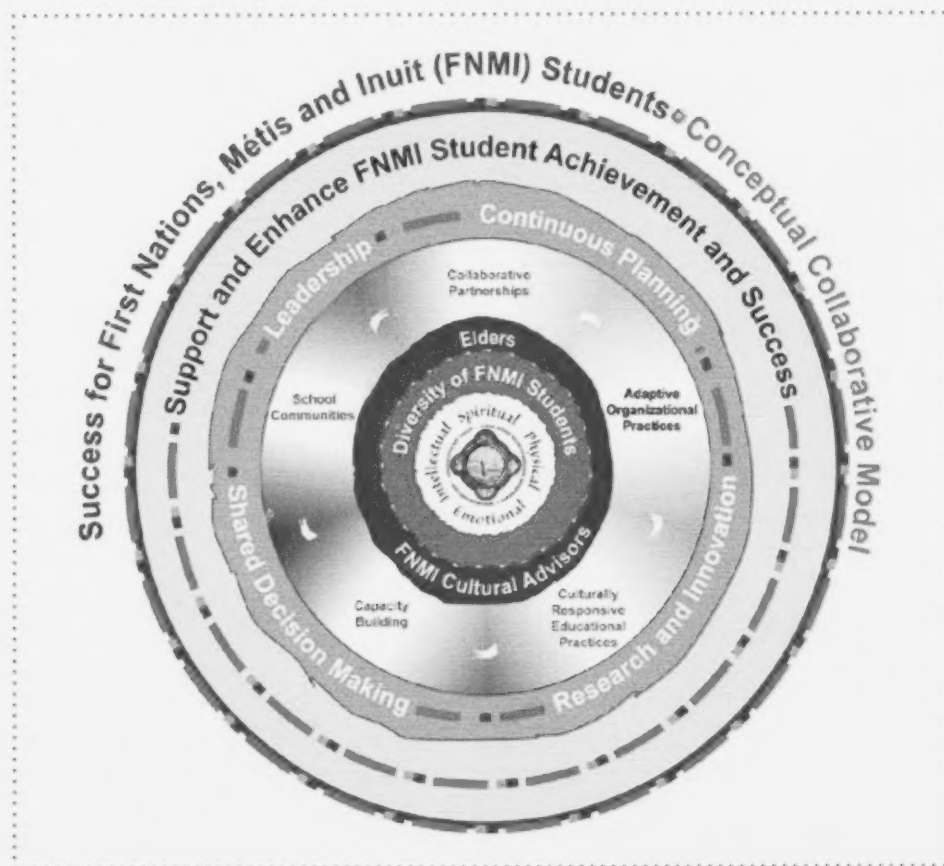 Success for First Nations, Métis and Inuit (FNMI) Students • Conceptual Collaborative Model
Support and Enhance FNMI Student Achievement and Success
Leadership
Continuous Planning
Shared Decision Making
Research and Innovation
Collaborative
Partnerships
School
Communities
Adaptive
Organizational
Practices
Capacity
Building
Culturally
Responsive
Educational
Practices
Elders
FNMI Cultural Advisors
Diversity of FNMI Students
Intellectual
Spiritual
Physical
Emotional